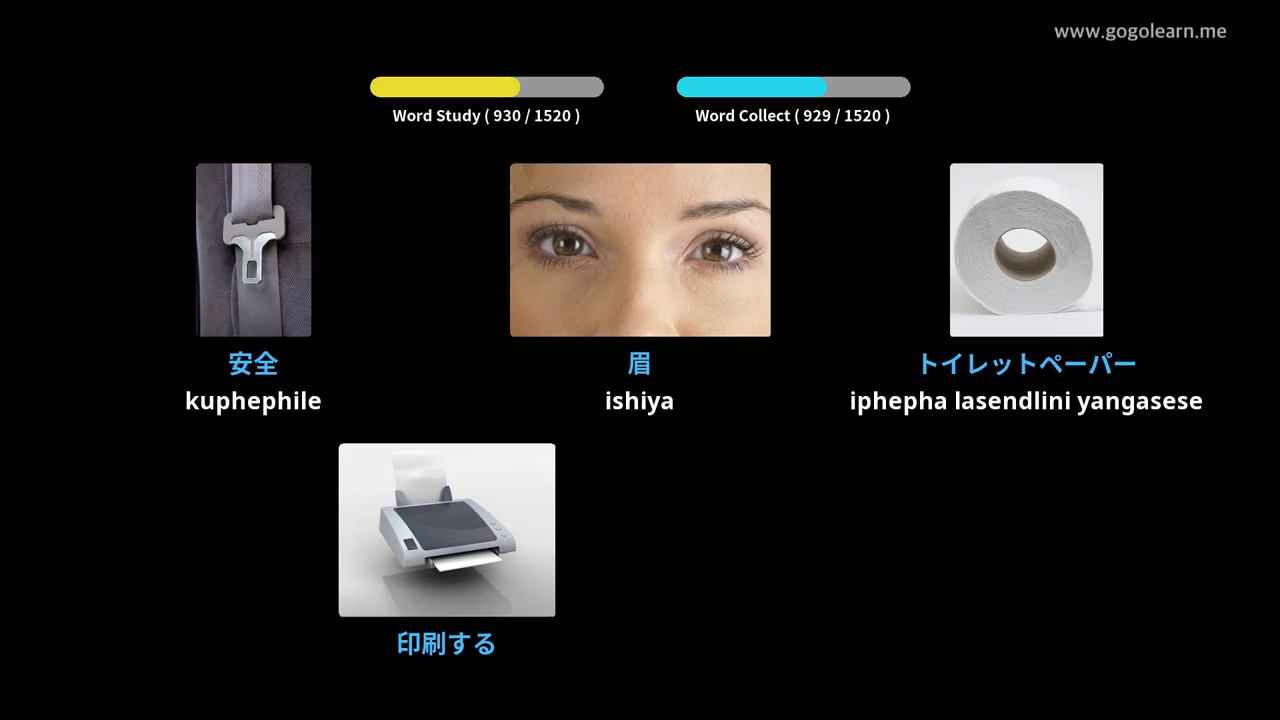 www.gogolearn.me
Word Study ( 930 / 1520 )
Word Collect ( 929 / 1520 )
安全
kuphephile
眉
ishiya
トイレットペーパー
iphepha lasendlini yangasese
印刷する